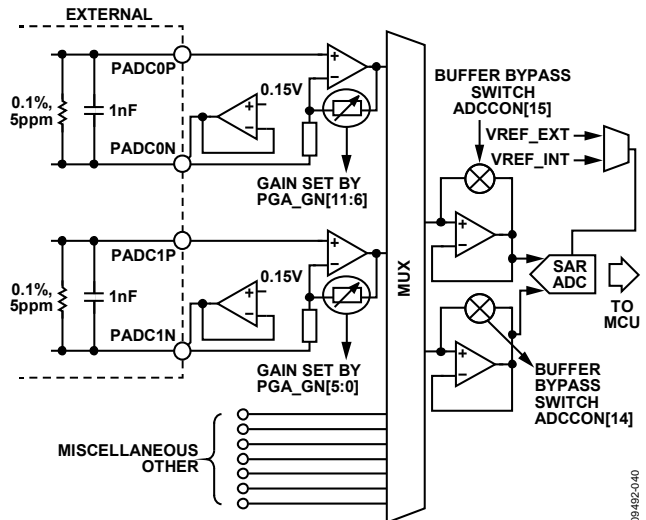 EXTERNAL
PADC0P
0.1%,
5ppm
1nF
PADC0N
0.15V
+
−
+
−
GAIN SET BY
PGA_GN[11:6]
PADC1P
0.1%,
5ppm
1nF
PADC1N
0.15V
+
−
+
−
GAIN SET BY
PGA_GN[5:0]
MISCELLANEOUS
OTHER
MUX
BUFFER BYPASS
SWITCH
ADCCON[15]
VREF_EXT
VREF_INT
+
−
SAR
ADC
TO
MCU
+
−
BUFFER
BYPASS
SWITCH
ADCCON[14]
09492-040